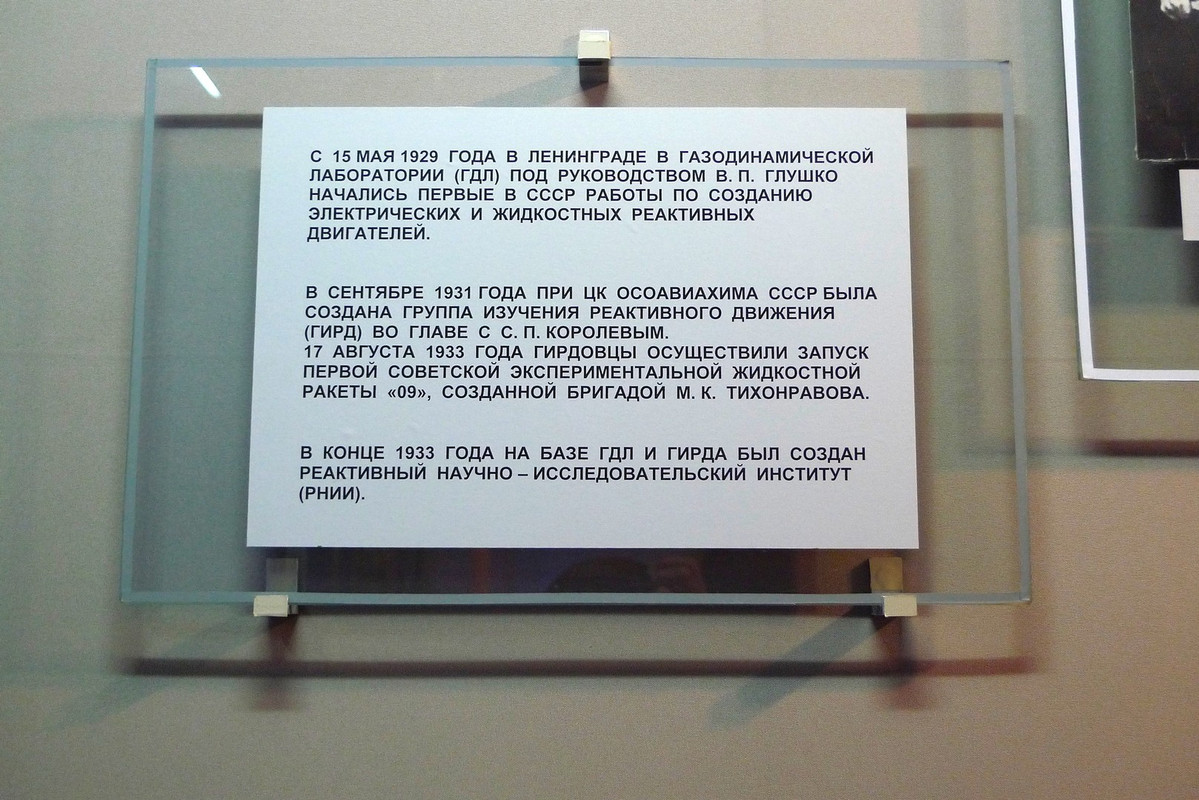 С 15 МАЯ 1929 ГОДА В ЛЕНИНГРАДЕ В ГАЗОДИНАМИЧЕСКОЙ
ЛАБОРАТОРИИ (ГДЛ) ПОД РУКОВОДСТВОМ В. П. ГЛУШКО
НАЧАЛИСЬ ПЕРВЫЕ В СССР РАБОТЫ ПО СОЗДАНИЮ
ЭЛЕКТРИЧЕСКИХ И ЖИДКОСТНЫХ РЕАКТИВНЫХ
ДВИГАТЕЛЕЙ.
В СЕНТЯБРЕ 1931 ГОДА ПРИ ЦК ОСОАВИАХИМА СССР БЫЛА
СОЗДАНА ГРУППА ИЗУЧЕНИЯ РЕАКТИВНОГО ДВИЖЕНИЯ
(ГИРД) ВО ГЛАВЕ С С. П. КОРОЛЕВЫМ.
17 АВГУСТА 1933 ГОДА ГИРДОВЦЫ ОСУЩЕСТВИЛИ ЗАПУСК
ПЕРВОЙ СОВЕТСКОЙ ЭКСПЕРИМЕНТАЛЬНОЙ ЖИДКОСТНОЙ
РАКЕТЫ «09», СОЗДАННОЙ БРИГАДОЙ М. К. ТИХОНРАВОВА.
В КОНЦЕ 1933 ГОДА НА БАЗЕ ГДЛ И ГИРДА БЫЛ СОЗДАН
РЕАКТИВНЫЙ НАУЧНО – ИССЛЕДОВАТЕЛЬСКИЙ ИНСТИТУТ
(РНИИ).